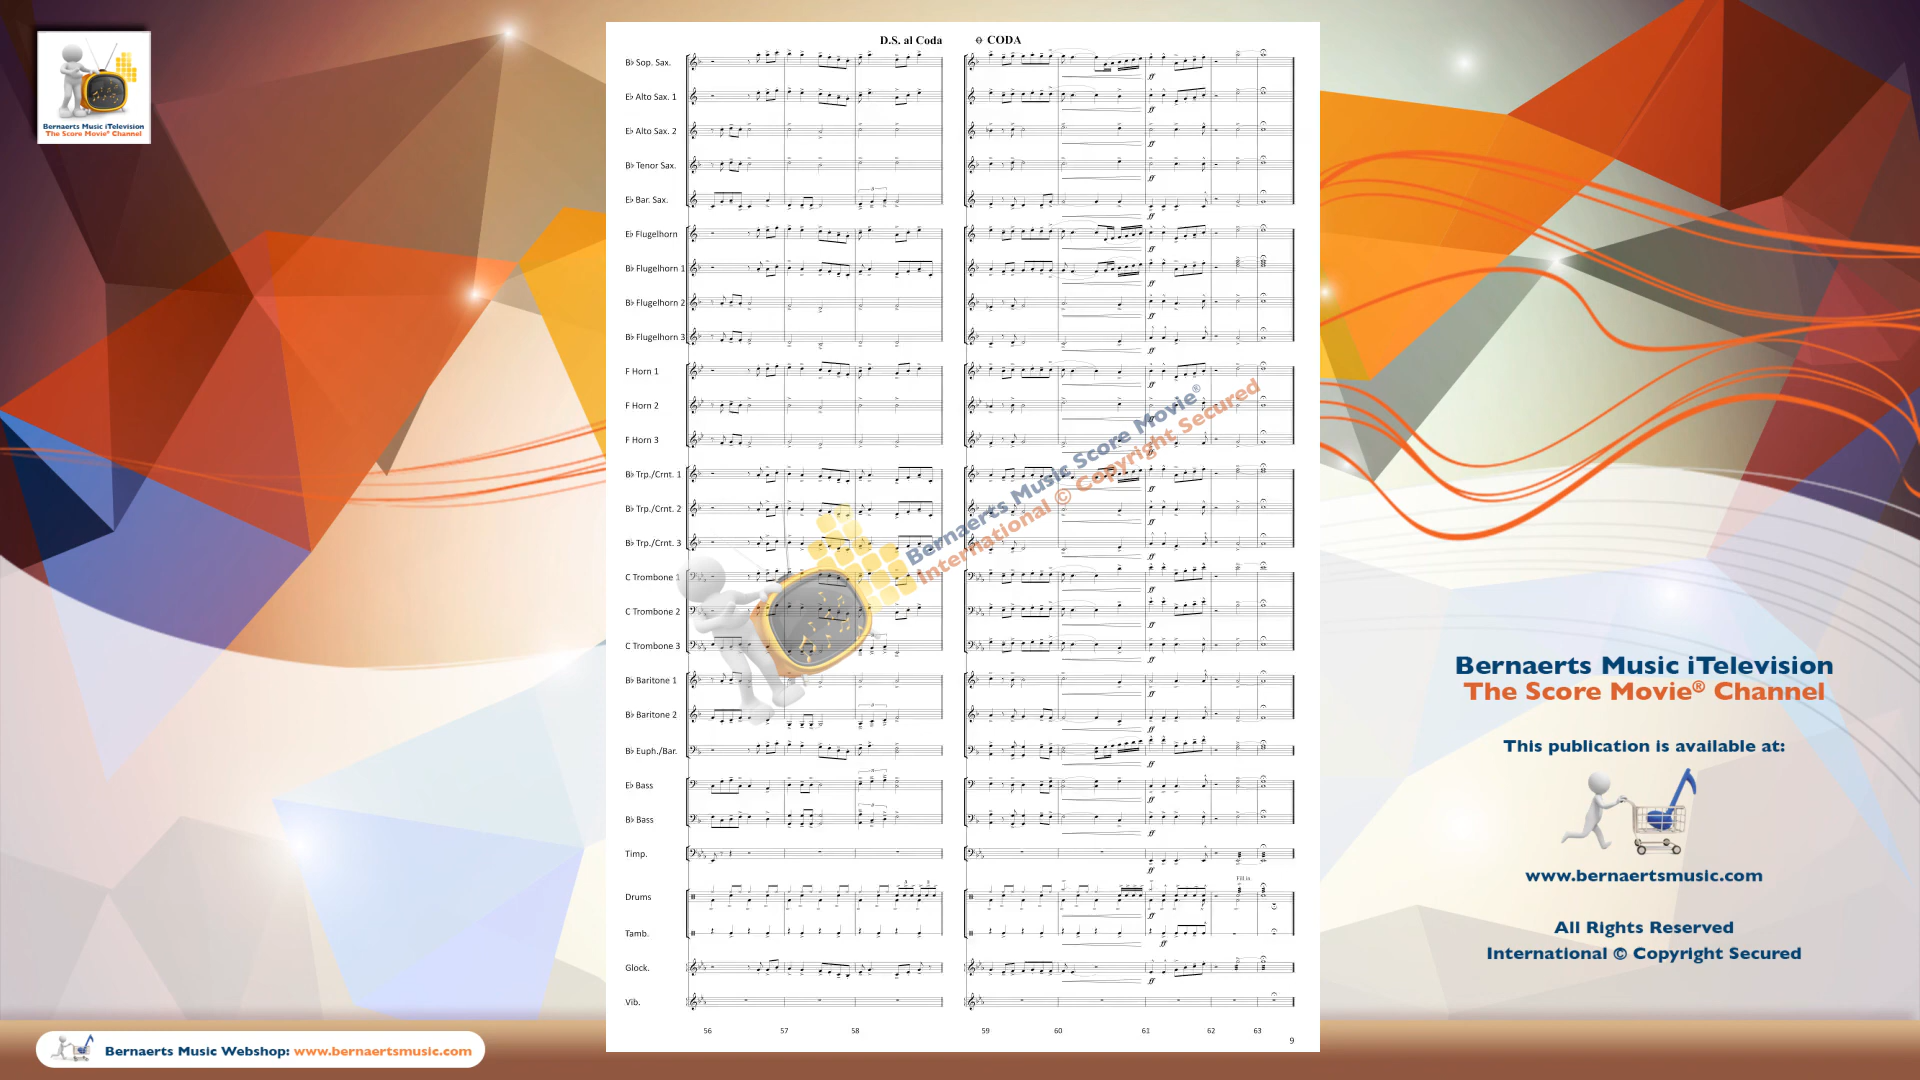 Bernaerts Music iTelevision
The Score Movie® Channel
D.S. al Coda
CODA
B♭ Sop. Sax.
E♭ Alto Sax. 1
E♭ Alto Sax. 2
B♭ Tenor Sax.
E♭ Bar. Sax.
E♭ Flugelhorn
B♭ Flugelhorn 1
B♭ Flugelhorn 2
B♭ Flugelhorn 3
F Horn 1
F Horn 2
F Horn 3
B♭ Trp./Crnt. 1
B♭ Trp./Crnt. 2
B♭ Trp./Crnt. 3
C Trombone 1
C Trombone 2
C Trombone 3
B♭ Baritone 1
B♭ Baritone 2
B♭ Euph./Bar.
E♭ Bass
B♭ Bass
Timp.
Drums
Fill in.
Tamb.
Glock.
Vib.
56 57 58 59 60 61 62 63
9
Bernaerts Music Score Movie®
International © Copyright Secured
Bernaerts Music iTelevision
The Score Movie® Channel
This publication is available at:
www.bernaertsmusic.com
All Rights Reserved
International © Copyright Secured
Bernaerts Music Webshop: www.bernaertsmusic.com